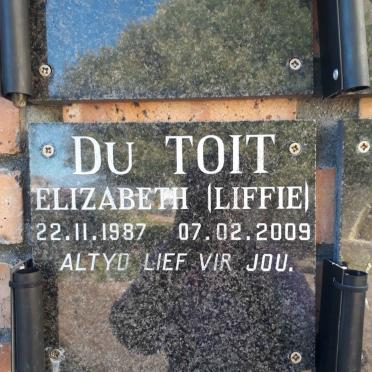 DU TOIT
ELIZABETH (LIFFIE)
22.11.1987 07.02.2009
ALTYD LIEF VIR JOU.